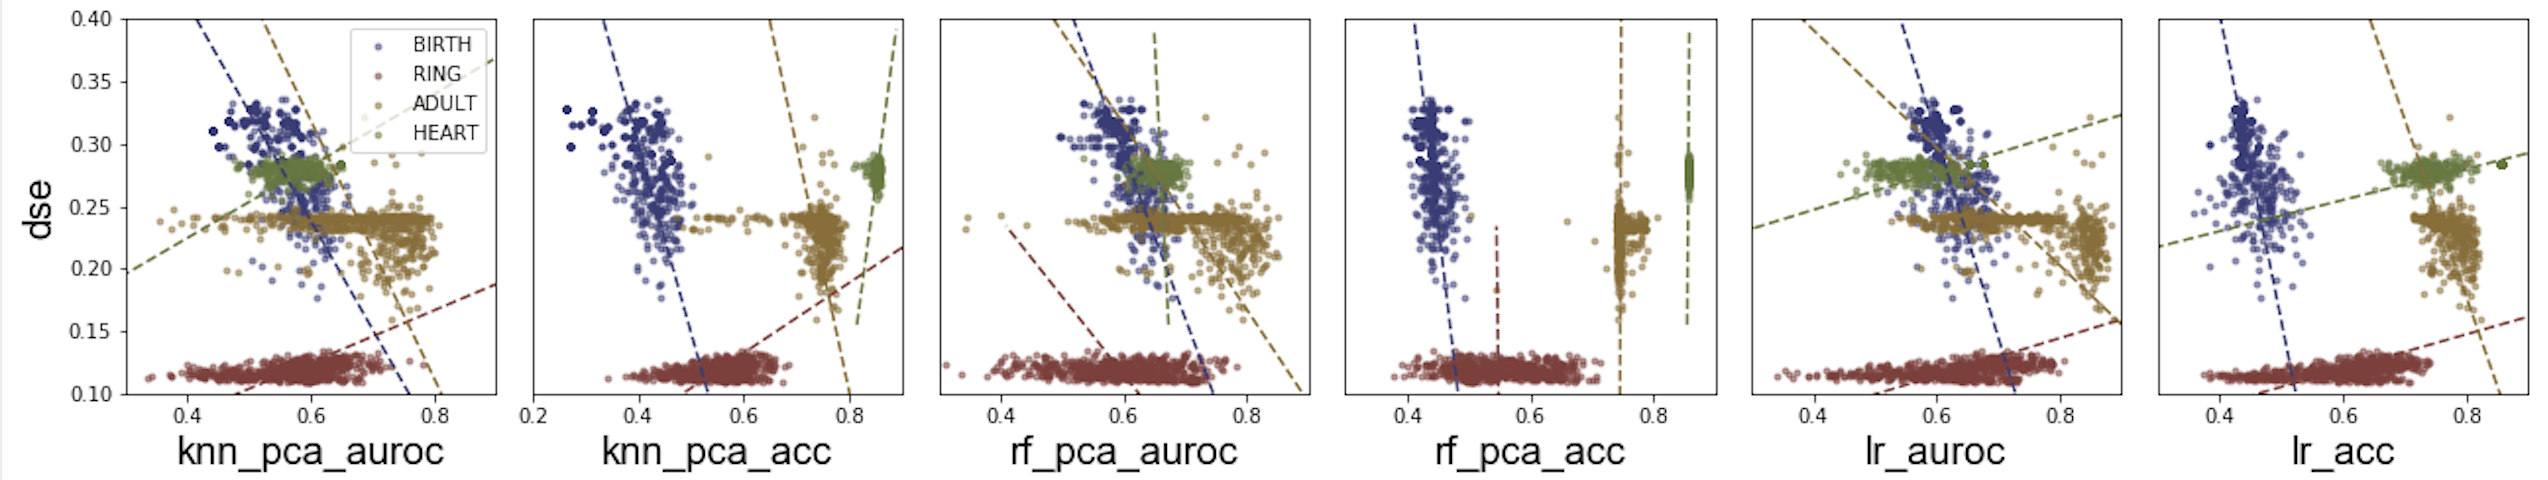 dse
0.40
0.35
0.30
0.25
0.20
0.15
0.10
BIRTH
RING
ADULT
HEART
0.4 0.6 0.8
knn_pca_auroc
0.2 0.4 0.6 0.8
knn_pca_acc
0.4 0.6 0.8
rf_pca_auroc
0.4 0.6 0.8
rf_pca_acc
0.4 0.6 0.8
lr_auroc
0.4 0.6 0.8
lr_acc